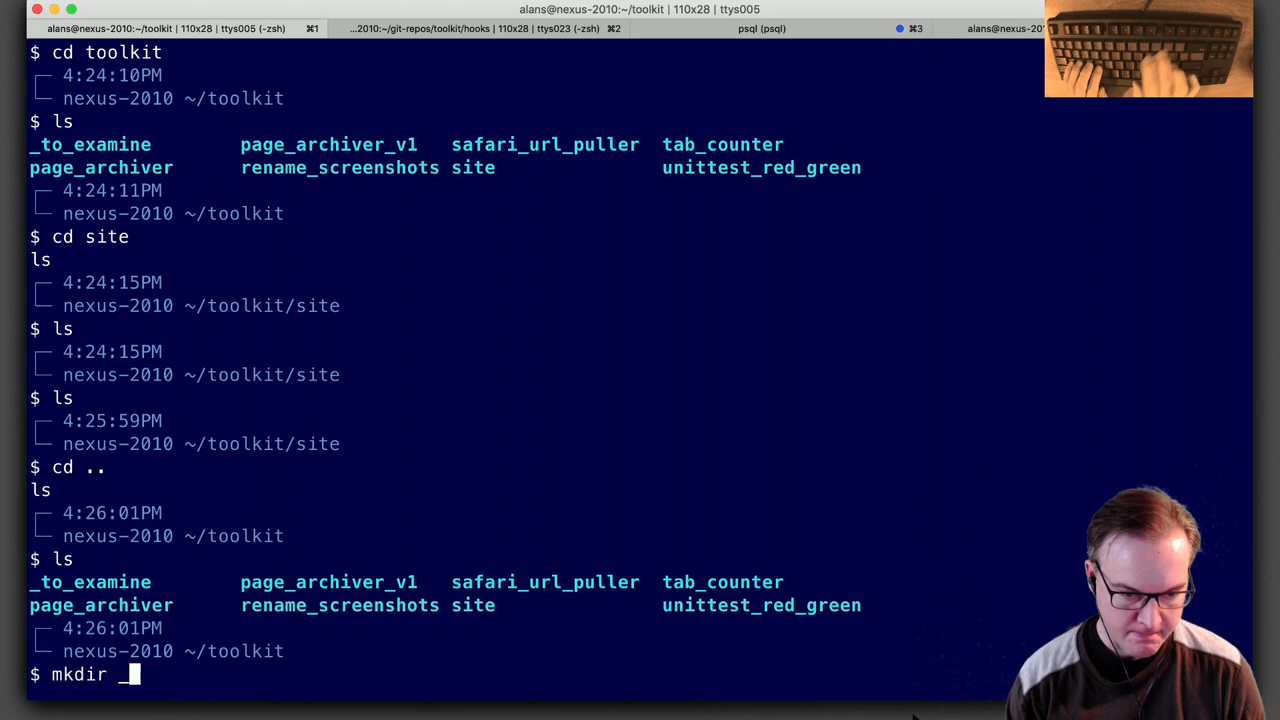 alans@nexus-2010:~/toolkit | 110x28 | ttys005
alans@nexus-2010:~/toolkit | 110x28 | ttys005 (-zsh) ⌘1 ...2010:~/git-repos/toolkit/hooks | 110x28 | ttys023 (-zsh) ⌘2 psql (psql) ⌘3 alans@nexus-20
$ cd toolkit
4:24:10PM
nexus-2010 ~/toolkit
$ ls
_to_examine page_archiver_v1 safari_url_puller tab_counter
page_archiver rename_screenshots site unittest_red_green
4:24:11PM
nexus-2010 ~/toolkit
$ cd site
ls
4:24:15PM
nexus-2010 ~/toolkit/site
$ ls
4:24:15PM
nexus-2010 ~/toolkit/site
$ ls
4:25:59PM
nexus-2010 ~/toolkit/site
$ cd ..
ls
4:26:01PM
nexus-2010 ~/toolkit
$ ls
_to_examine page_archiver_v1 safari_url_puller tab_counter
page_archiver rename_screenshots site unittest_red_green
4:26:01PM
nexus-2010 ~/toolkit
$ mkdir _